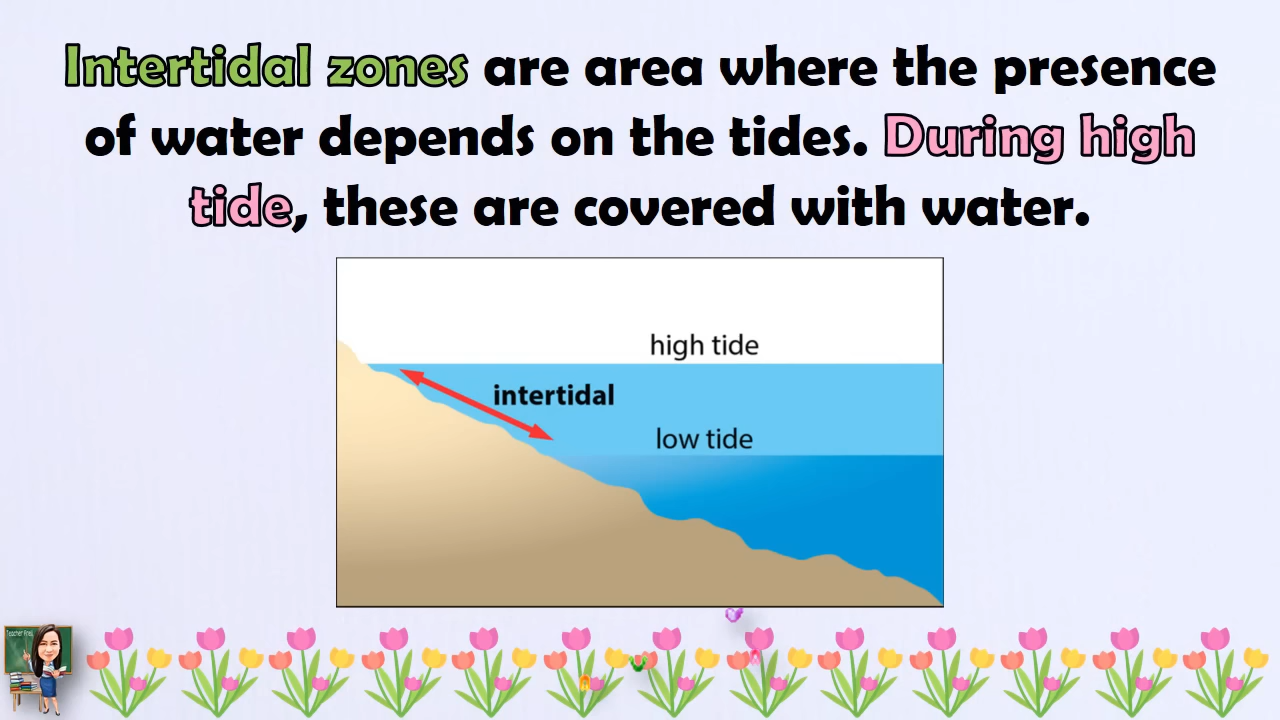 Intertidal zones are area where the presence
of water depends on the tides. During high
tide, these are covered with water.
high tide
intertidal
low tide